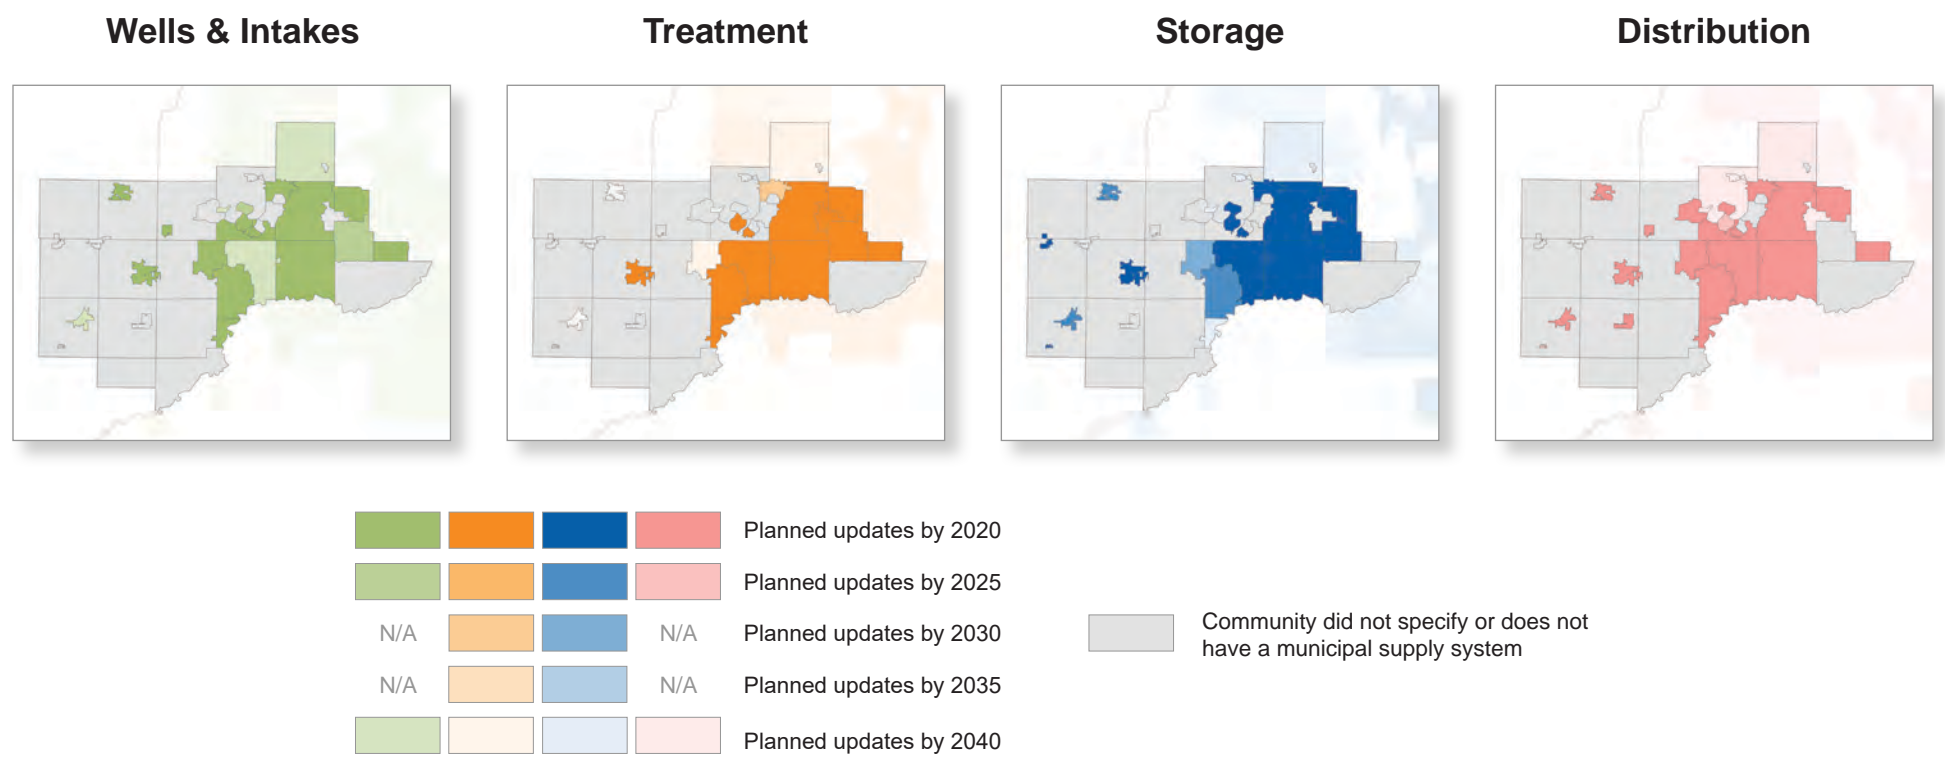 Wells & Intakes
Treatment
Storage
Distribution
Planned updates by 2020
Planned updates by 2025
N/A
N/A
Planned updates by 2030
N/A
N/A
Planned updates by 2035
Planned updates by 2040
Community did not specify or does not
have a municipal supply system